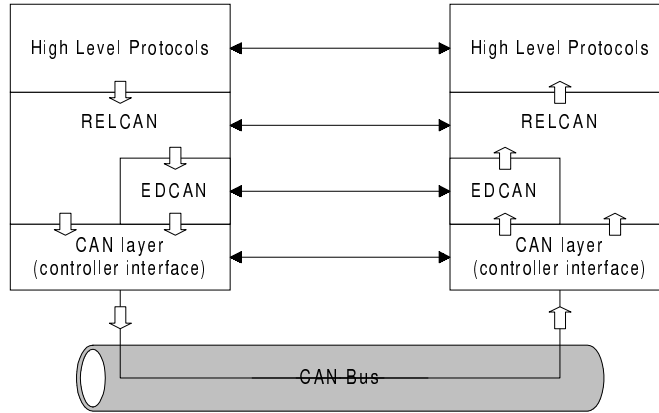 High Level Protocols
High Level Protocols
RELCAN
RELCAN
EDCAN
EDCAN
CAN layer
(controller interface)
CAN layer
(controller interface)
CAN Bus